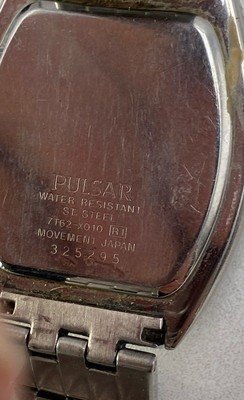 PULSAR
WATER RESISTANT
ST. STEEL
7T62-X010 [R1]
MOVEMENT JAPAN
325295